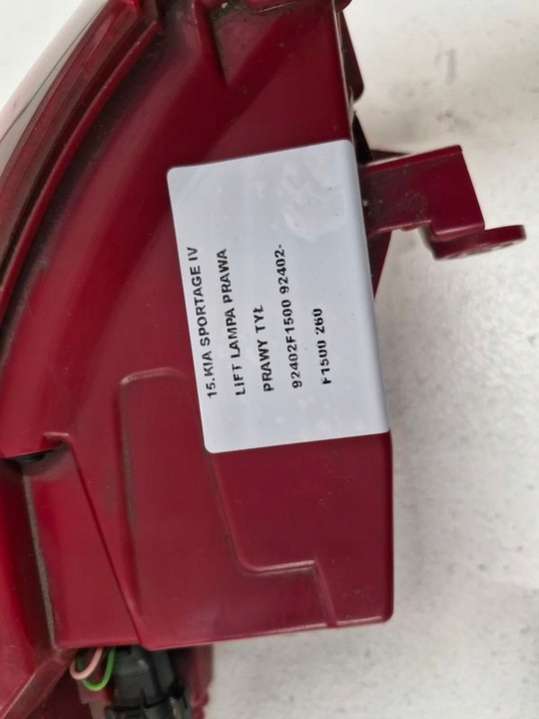 15.KIA SPORTAGE IV
LIFT LAMPA PRAWA
PRAWY TYŁ
92402F1500 92402-
F1500 260